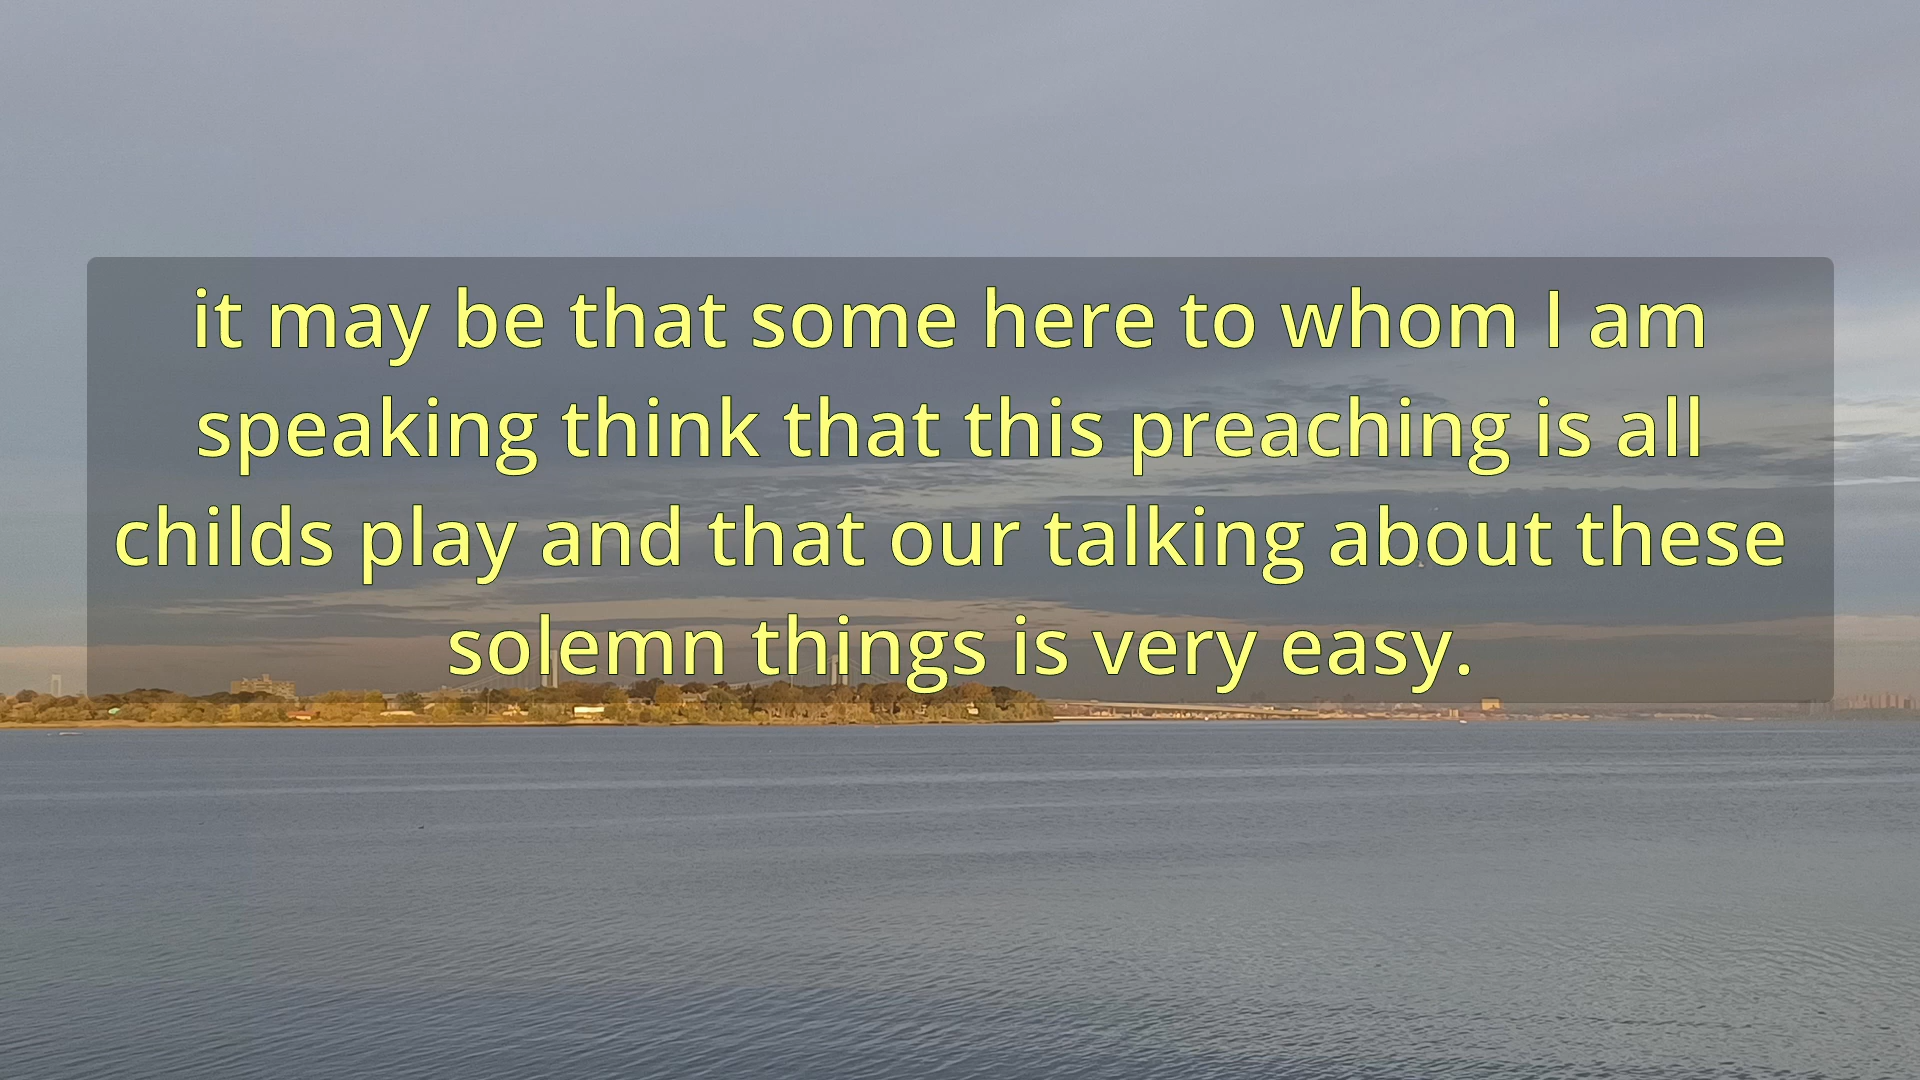 it may be that some here to whom I am
speaking think that this preaching is all
childs play and that our talking about these
solemn things is very easy.